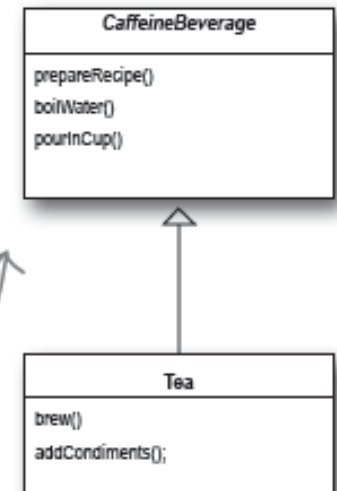 CaffeineBeverage
prepareRecipe()
boilWater()
pourInCup()
Tea
brew()
addCondiments();